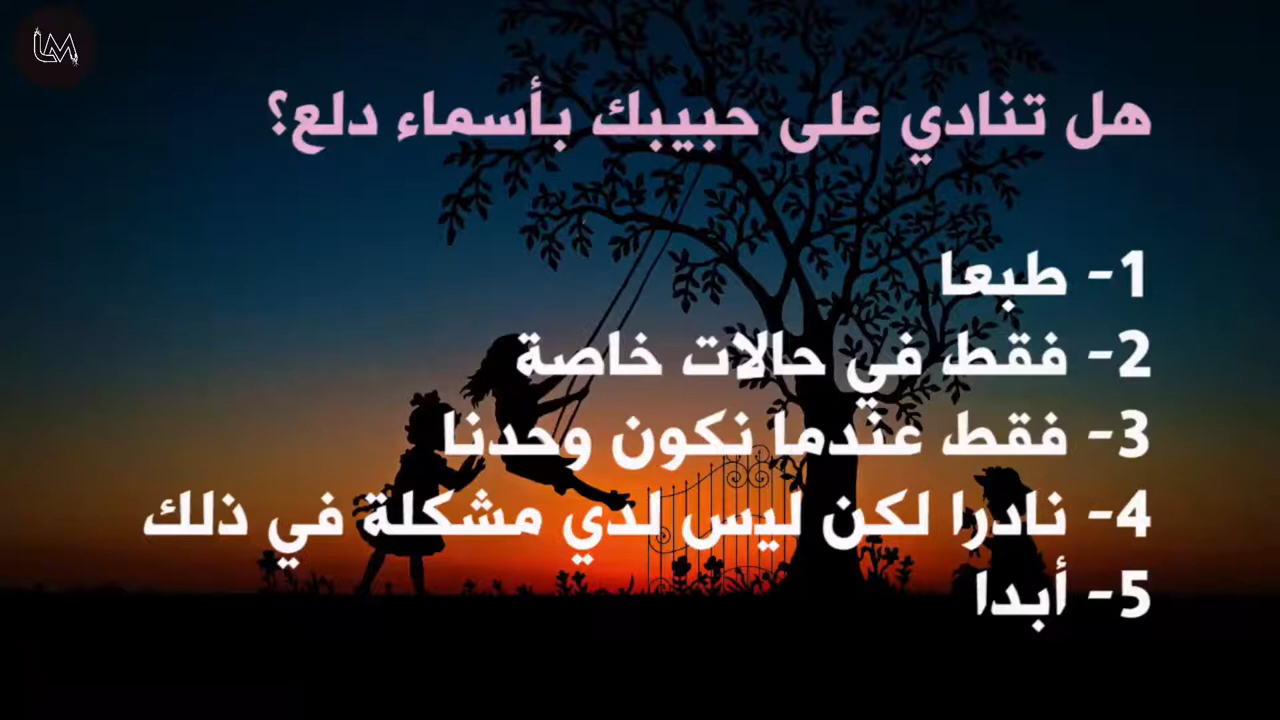 LM
هل تنادي على حبيبك بأسماء دلع؟
1- طبعا
2- فقط في حالات خاصة
3- فقط عندما نكون وحدنا
4- نادرا لكن ليس لدي مشكلة في ذلك
5- أبدا